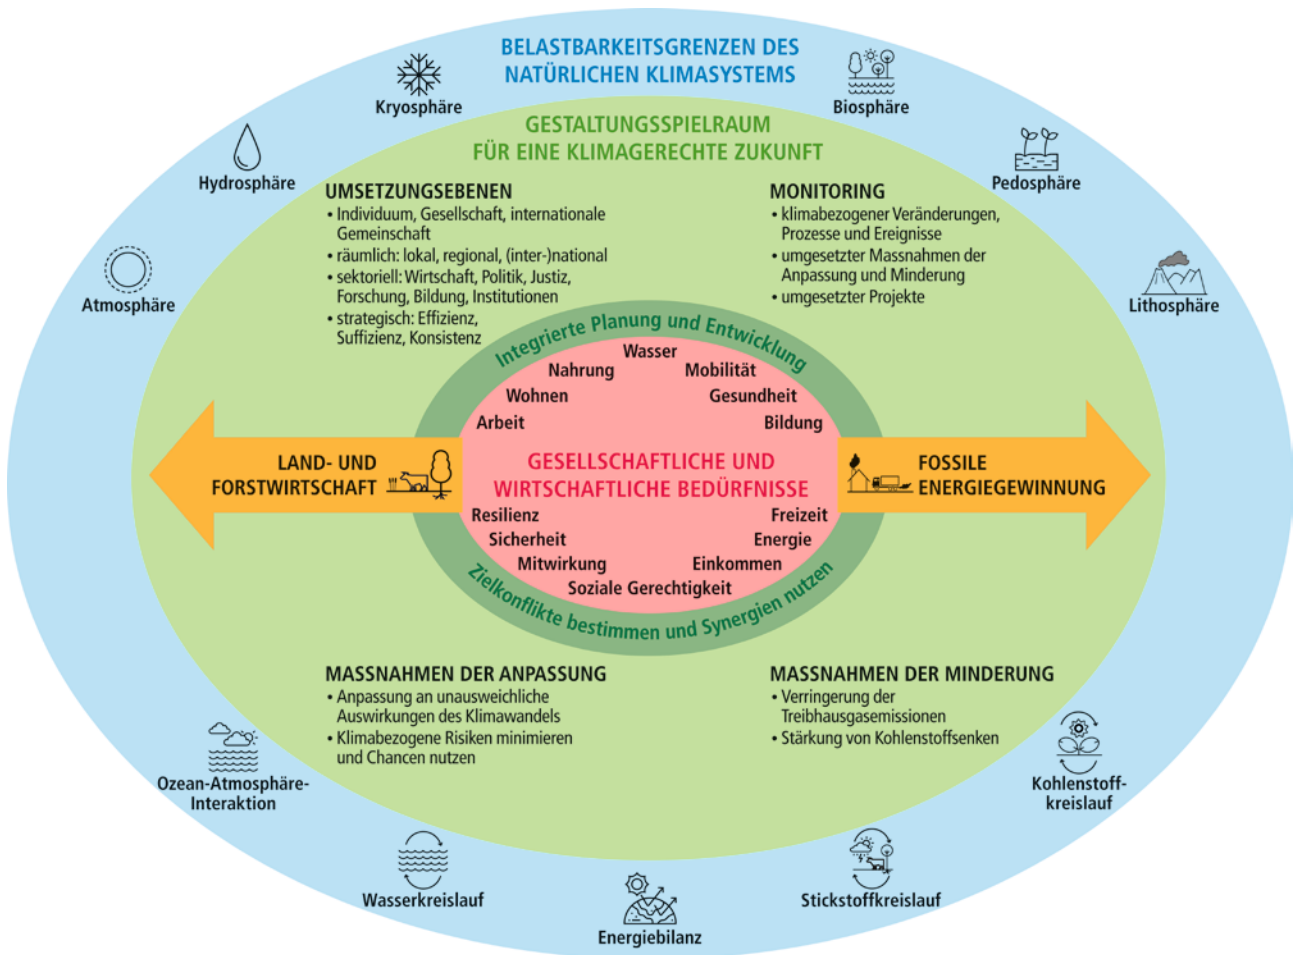 BELASTBARKEITSGRENZEN DES
NATÜRLICHEN KLIMASYSTEMS
Kryosphäre
Biosphäre
Hydrosphäre
Pedosphäre
Atmosphäre
Lithosphäre
GESTALTUNGSSPIELRAUM
FÜR EINE KLIMAGERECHTE ZUKUNFT
UMSETZUNGSEBENEN
• Individuum, Gesellschaft, internationale
Gemeinschaft
• räumlich: lokal, regional, (inter-)national
• sektoriell: Wirtschaft, Politik, Justiz,
Forschung, Bildung, Institutionen
• strategisch: Effizienz,
Suffizienz, Konsistenz
MONITORING
• klimabezogener Veränderungen,
Prozesse und Ereignisse
• umgesetzter Massnahmen der
Anpassung und Minderung
• umgesetzter Projekte
Integrierte Planung und Entwicklung
Wasser
Nahrung
Mobilität
Wohnen
Gesundheit
Arbeit
Bildung
LAND- UND
FORSTWIRTSCHAFT
GESELLSCHAFTLICHE UND
WIRTSCHAFTLICHE BEDÜRFNISSE
FOSSILE
ENERGIEGEWINNUNG
Resilienz
Freizeit
Sicherheit
Energie
Mitwirkung
Einkommen
Soziale Gerechtigkeit
Zielkonflikte bestimmen und Synergien nutzen
MASSNAHMEN DER ANPASSUNG
• Anpassung an unausweichliche
Auswirkungen des Klimawandels
• Klimabezogene Risiken minimieren
und Chancen nutzen
MASSNAHMEN DER MINDERUNG
• Verringerung der
Treibhausgasemissionen
• Stärkung von Kohlenstoffsenken
Ozean-Atmosphäre-
Interaktion
Kohlenstoff-
kreislauf
Wasserkreislauf
Stickstoffkreislauf
Energiebilanz